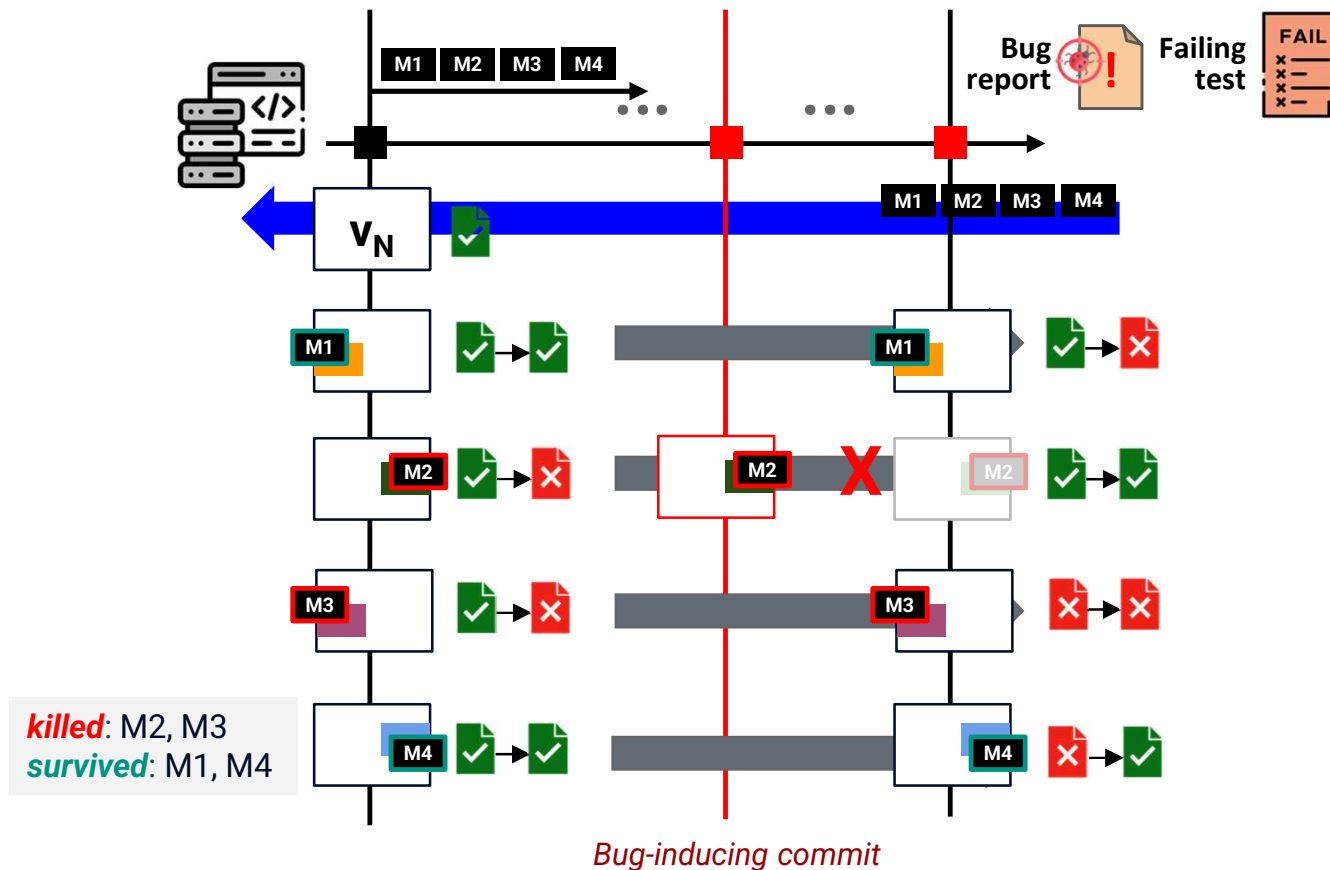 M1 M2 M3 M4
Bug
report
!
Failing
test
FAIL
</>
M1 M2 M3 M4
vN
M1
M1
M2
M2
X
M2
M3
M3
M4
M4
killed: M2, M3
survived: M1, M4
Bug-inducing commit